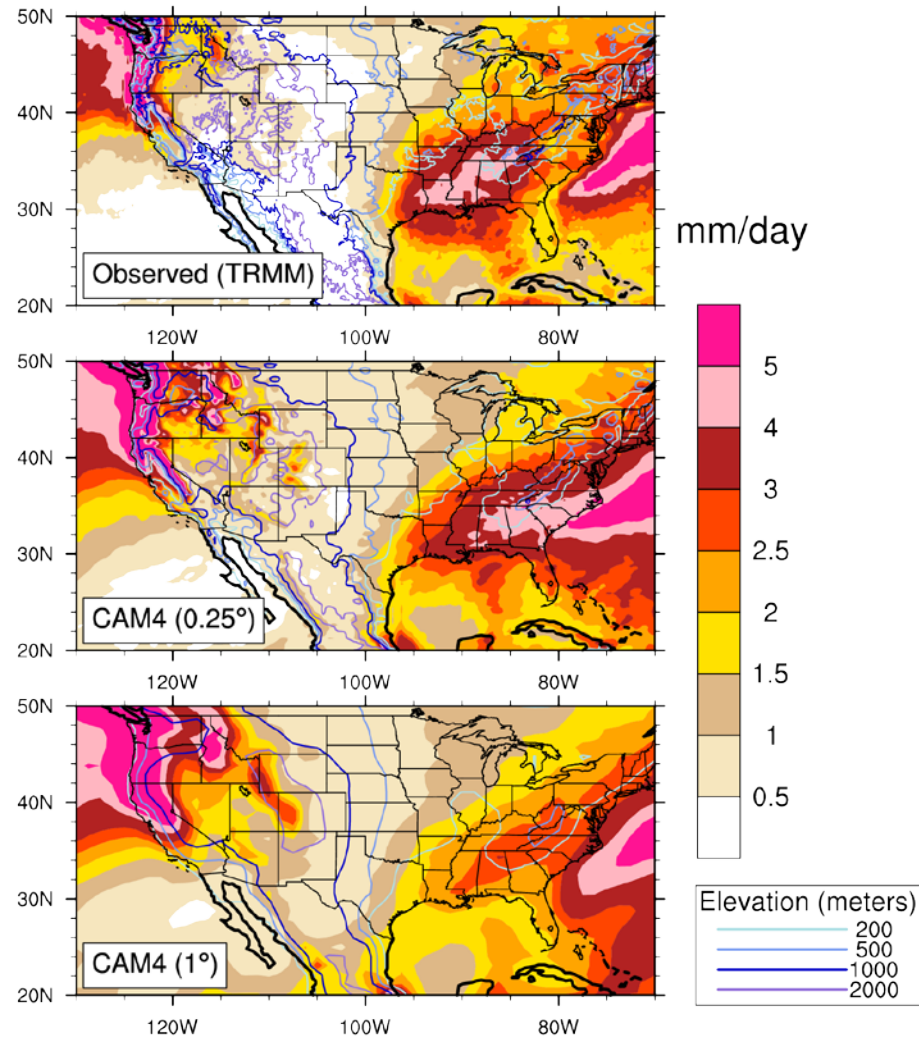 50N
40N
30N
20N
Observed (TRMM)
120W 100W 80W
mm/day
50N
40N
30N
20N
CAM4 (0.25°)
120W 100W 80W
5
4
3
2.5
2
1.5
1
0.5
50N
40N
30N
20N
CAM4 (1°)
120W 100W 80W
Elevation (meters)
200
500
1000
2000